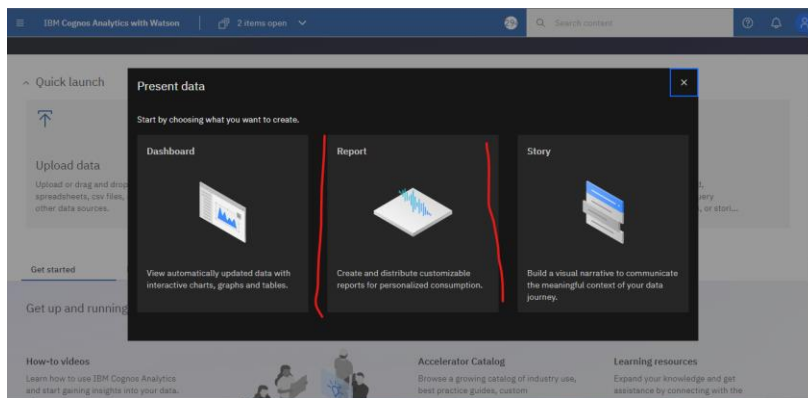 IBM Cognos Analytics with Watson
2 items open
Search content
Quick launch
Present data
Start by choosing what you want to create.
Dashboard
View automatically updated data with
interactive charts, graphs and tables.
Report
Create and distribute customizable
reports for personalized consumption.
Story
Build a visual narrative to communicate
the meaningful context of your data
journey.
Upload data
Upload or drag and drop
spreadsheets, csv files,
other data sources.
, or stori...
Get started
Get up and running
How-to videos
Learn how to use IBM Cognos Analytics
and start gaining insights into your data.
Accelerator Catalog
Browse a growing catalog of industry use,
best practice guides, custom
Learning resources
Expand your knowledge and get
assistance by connecting with the